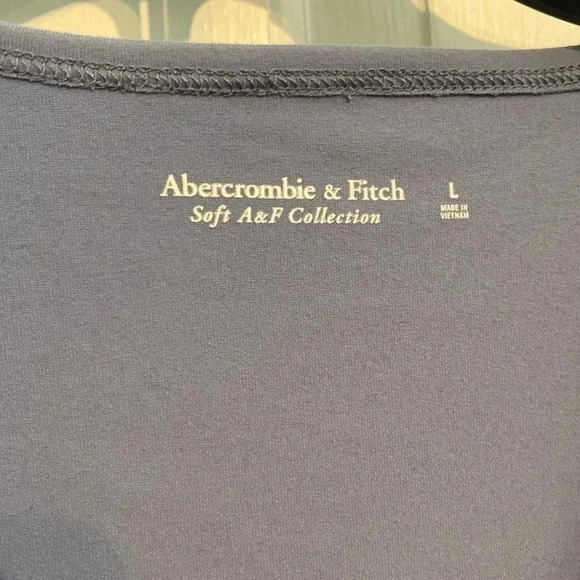 Abercrombie & Fitch
Soft A&F Collection
L
MADE IN
VIETNAM